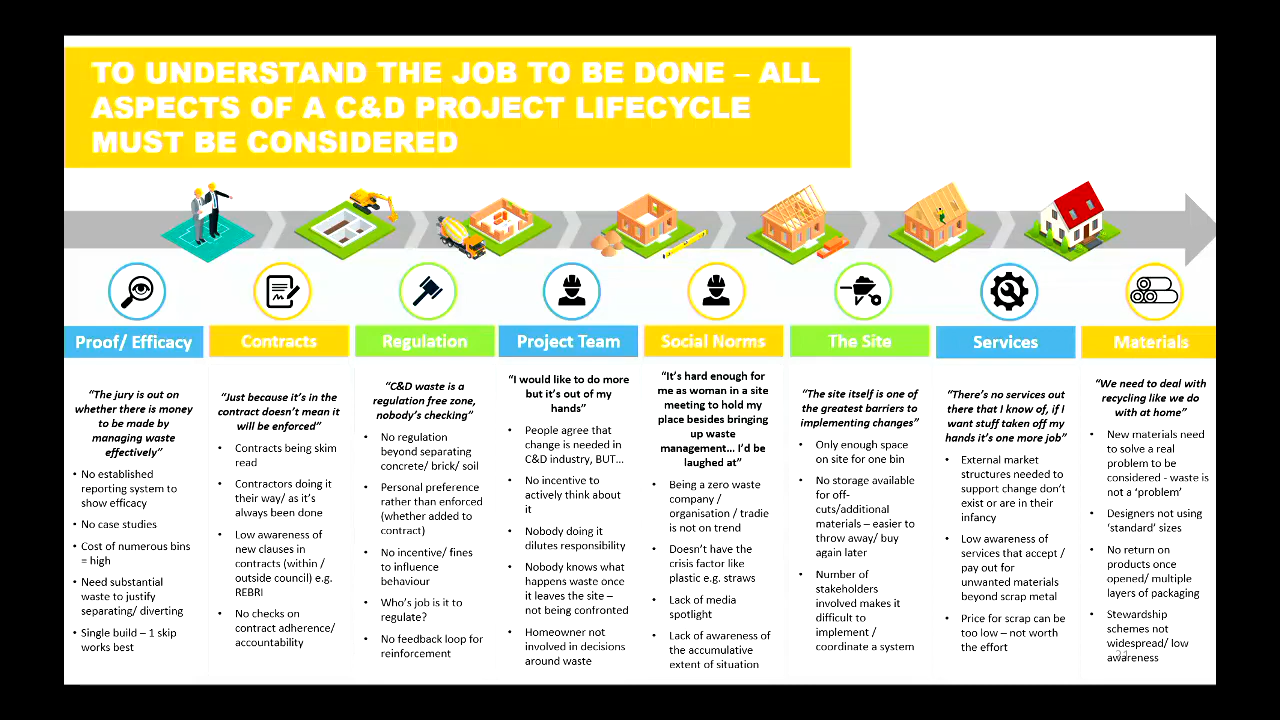 TO UNDERSTAND THE JOB TO BE DONE – ALL
ASPECTS OF A C&D PROJECT LIFECYCLE
MUST BE CONSIDERED
Proof/ Efficacy
“The jury is out on
whether there is money
to be made by
managing waste
effectively”
• No established
reporting system to
show efficacy
• No case studies
• Cost of numerous bins
= high
• Need substantial
waste to justify
separating/ diverting
• Single build – 1 skip
works best
Contracts
“Just because it’s in the
contract doesn’t mean it
will be enforced”
• Contracts being skim
read
• Contractors doing it
their way/ as it’s
always been done
• Low awareness of
new clauses in
contracts (within /
outside council) e.g.
REBRI
• No checks on
contract adherence/
accountability
Regulation
“C&D waste is a
regulation free zone,
nobody’s checking”
• No regulation
beyond separating
concrete/ brick/ soil
• Personal preference
rather than enforced
(whether added to
contract)
• No incentive/ fines
to influence
behaviour
• Who’s job is it to
regulate?
• No feedback loop for
reinforcement
Project Team
“I would like to do more
but it’s out of my
hands”
• People agree that
change is needed in
C&D industry, BUT…
• No incentive to
actively think about
it
• Nobody doing it
dilutes responsibility
• Nobody knows what
happens waste once
it leaves the site –
not being confronted
• Homeowner not
involved in decisions
around waste
Social Norms
“It’s hard enough for
me as woman in a site
meeting to hold my
place besides bringing
up waste
management… I’d be
laughed at”
• Being a zero waste
company /
organisation / tradie
is not on trend
• Doesn’t have the
crisis factor like
plastic e.g. straws
• Lack of media
spotlight
• Lack of awareness of
the accumulative
extent of situation
The Site
“The site itself is one of
the greatest barriers to
implementing changes”
• Only enough space
on site for one bin
• No storage available
for off-
cuts/additional
materials – easier to
throw away/ buy
again later
• Number of
stakeholders
involved makes it
difficult to
implement /
coordinate a system
Services
“There’s no services out
there that I know of, if I
want stuff taken off my
hands it’s one more job”
• External market
structures needed to
support change don’t
exist or are in their
infancy
• Low awareness of
services that accept /
pay out for
unwanted materials
beyond scrap metal
• Price for scrap can be
too low – not worth
the effort
Materials
“We need to deal with
recycling like we do
with at home”
• New materials need
to solve a real
problem to be
considered - waste is
not a ‘problem’
• Designers not using
‘standard’ sizes
• No return on
products once
opened/ multiple
layers of packaging
• Stewardship
schemes not
widespread/ low
awareness